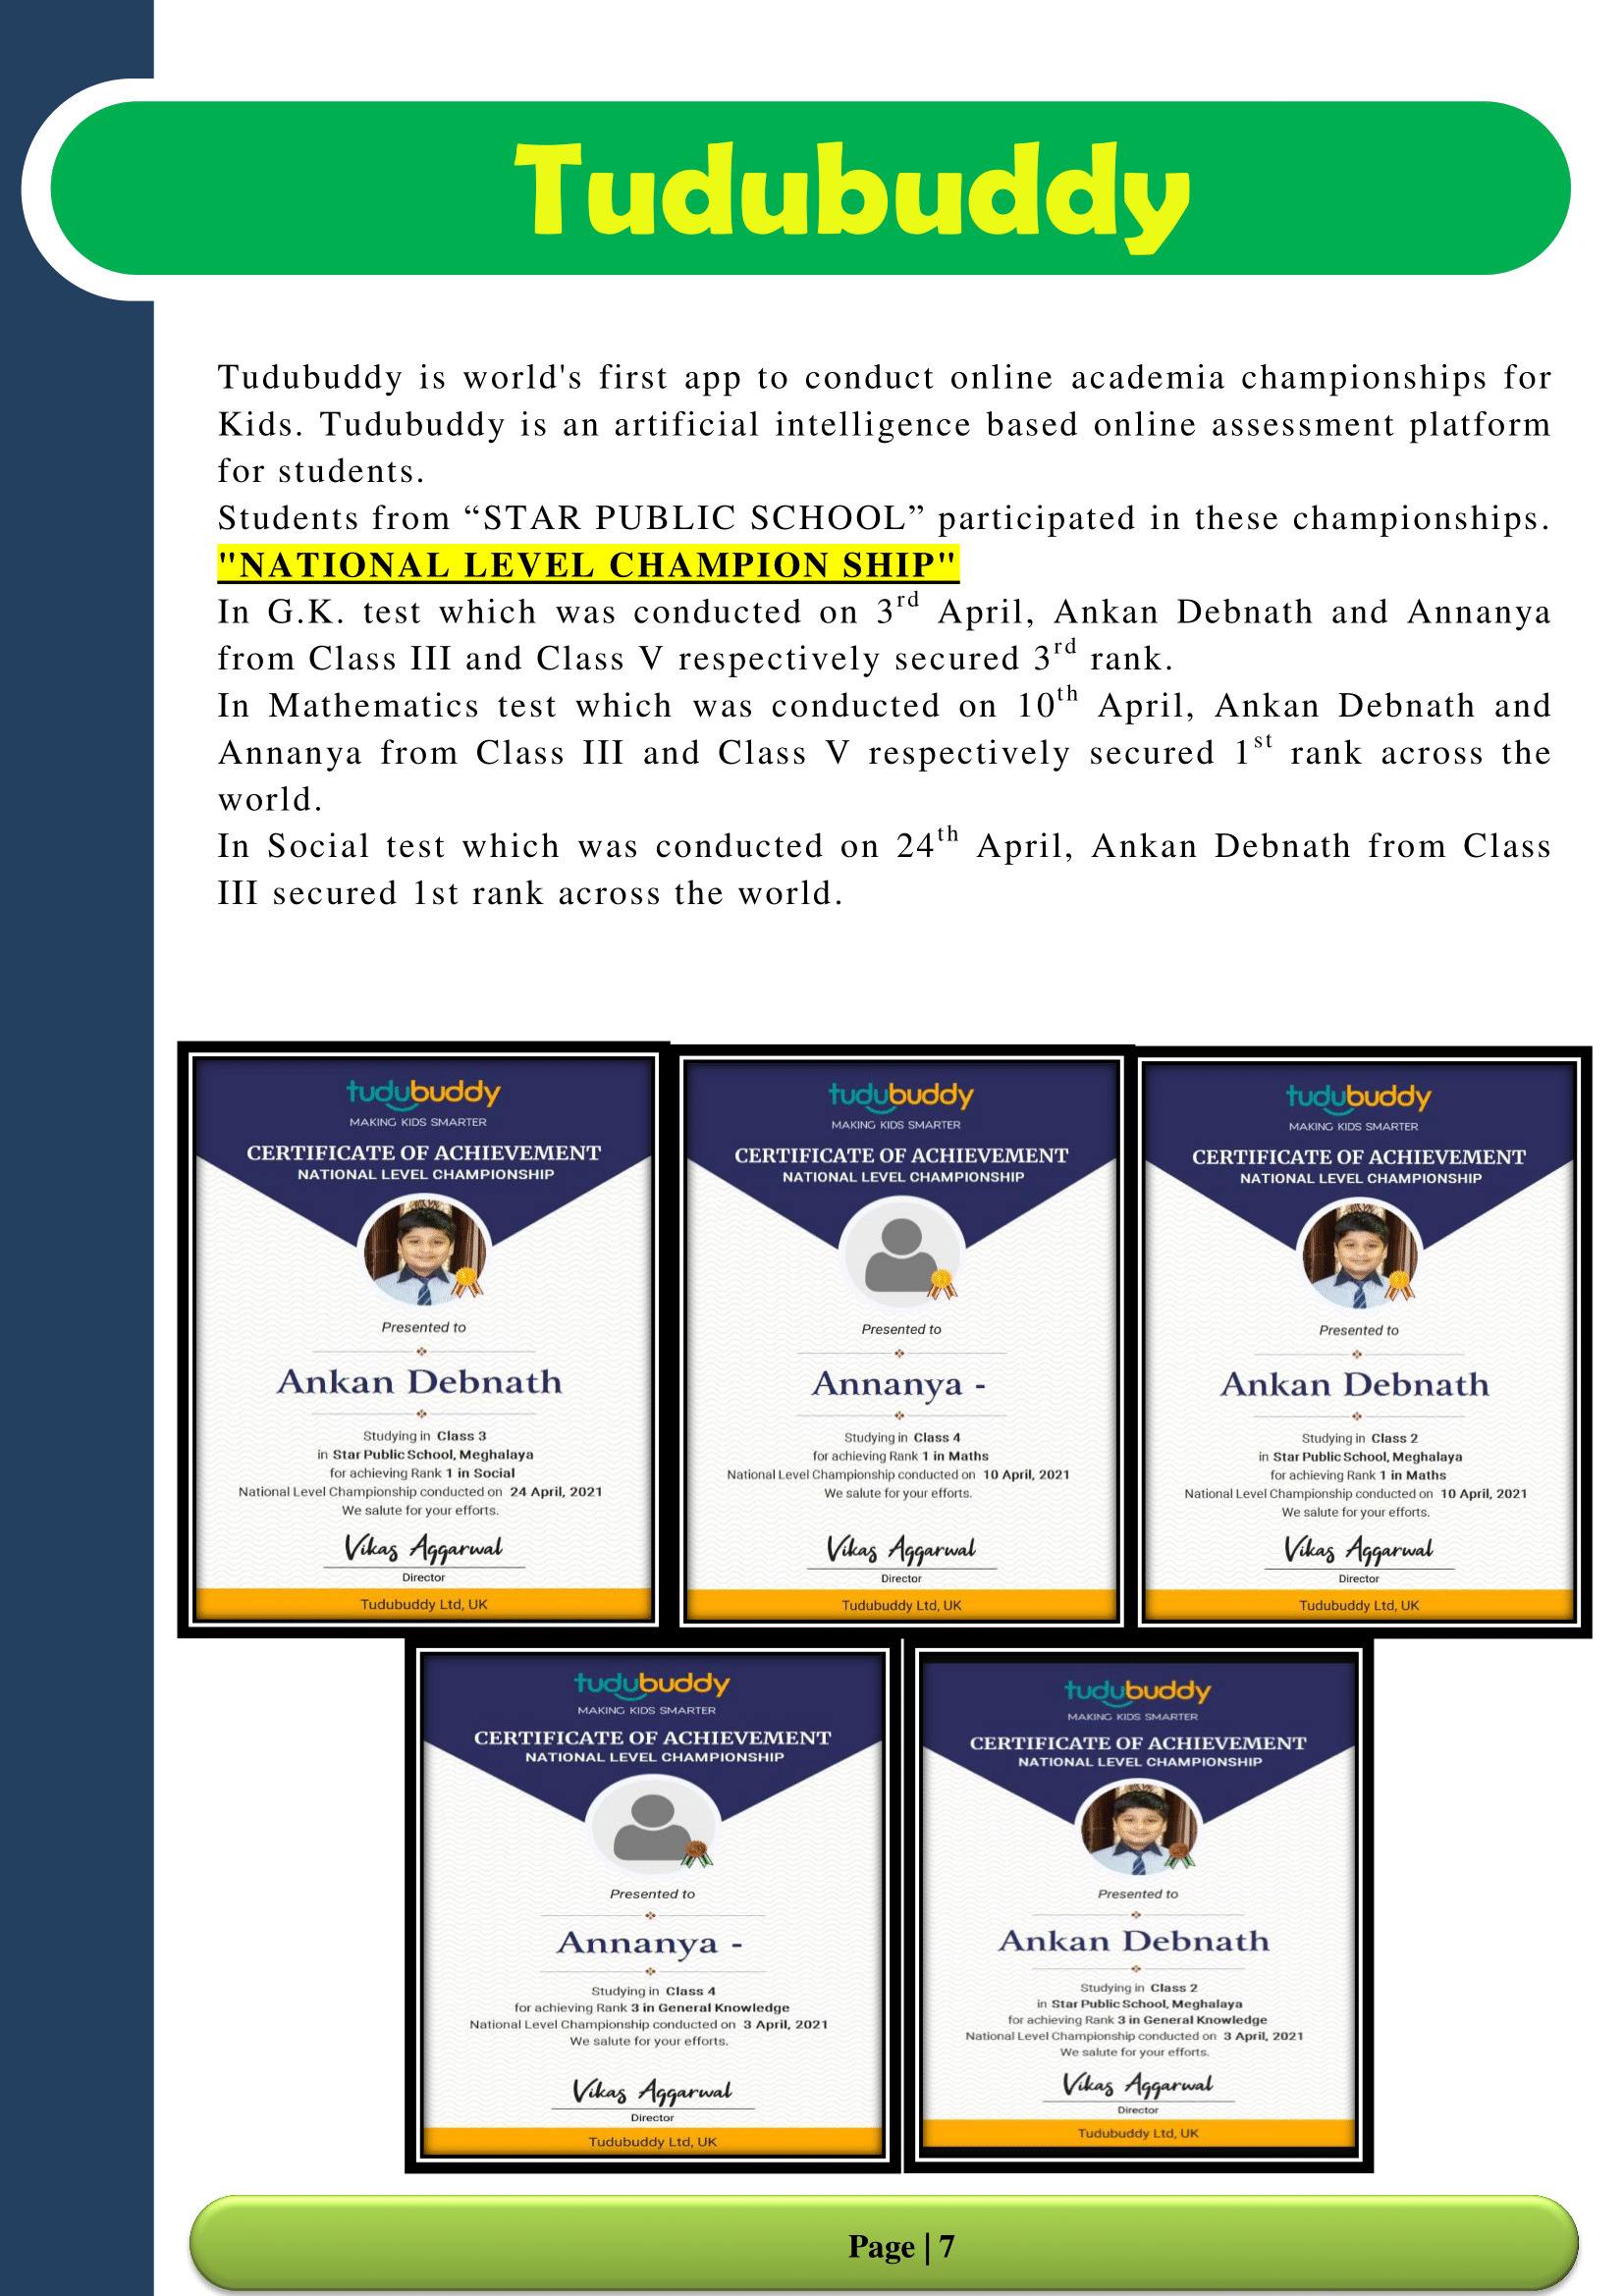 Tudubuddy
Tudubuddy is world's first app to conduct online academia championships for
Kids. Tudubuddy is an artificial intelligence based online assessment platform
for students.
Students from “STAR PUBLIC SCHOOL” participated in these championships.
"NATIONAL LEVEL CHAMPION SHIP"
In G.K. test which was conducted on 3rd April, Ankan Debnath and Annanya
from Class III and Class V respectively secured 3rd rank.
In Mathematics test which was conducted on 10th April, Ankan Debnath and
Annanya from Class III and Class V respectively secured 1st rank across the
world.
In Social test which was conducted on 24th April, Ankan Debnath from Class
III secured 1st rank across the world.
tudubuddy
MAKING KIDS SMARTER
CERTIFICATE OF ACHIEVEMENT
NATIONAL LEVEL CHAMPIONSHIP
Presented to
Ankan Debnath
Studying in Class 3
in Star Public School, Meghalaya
for achieving Rank 1 in Social
National Level Championship conducted on 24 April, 2021
We salute for your efforts.
Vikas Aggarwal
Director
Tudubuddy Ltd, UK
tudubuddy
MAKING KIDS SMARTER
CERTIFICATE OF ACHIEVEMENT
NATIONAL LEVEL CHAMPIONSHIP
Presented to
Annanya -
Studying in Class 4
for achieving Rank 1 in Maths
National Level Championship conducted on 10 April, 2021
We salute for your efforts.
Vikas Aggarwal
Director
Tudubuddy Ltd, UK
tudubuddy
MAKING KIDS SMARTER
CERTIFICATE OF ACHIEVEMENT
NATIONAL LEVEL CHAMPIONSHIP
Presented to
Ankan Debnath
Studying in Class 2
in Star Public School, Meghalaya
for achieving Rank 1 in Maths
National Level Championship conducted on 10 April, 2021
We salute for your efforts.
Vikas Aggarwal
Director
Tudubuddy Ltd, UK
tudubuddy
MAKING KIDS SMARTER
CERTIFICATE OF ACHIEVEMENT
NATIONAL LEVEL CHAMPIONSHIP
Presented to
Annanya -
Studying in Class 4
for achieving Rank 3 in General Knowledge
National Level Championship conducted on 3 April, 2021
We salute for your efforts.
Vikas Aggarwal
Director
Tudubuddy Ltd, UK
tudubuddy
MAKING KIDS SMARTER
CERTIFICATE OF ACHIEVEMENT
NATIONAL LEVEL CHAMPIONSHIP
Presented to
Ankan Debnath
Studying in Class 2
in Star Public School, Meghalaya
for achieving Rank 3 in General Knowledge
National Level Championship conducted on 3 April, 2021
We salute for your efforts.
Vikas Aggarwal
Director
Tudubuddy Ltd, UK
Page | 7